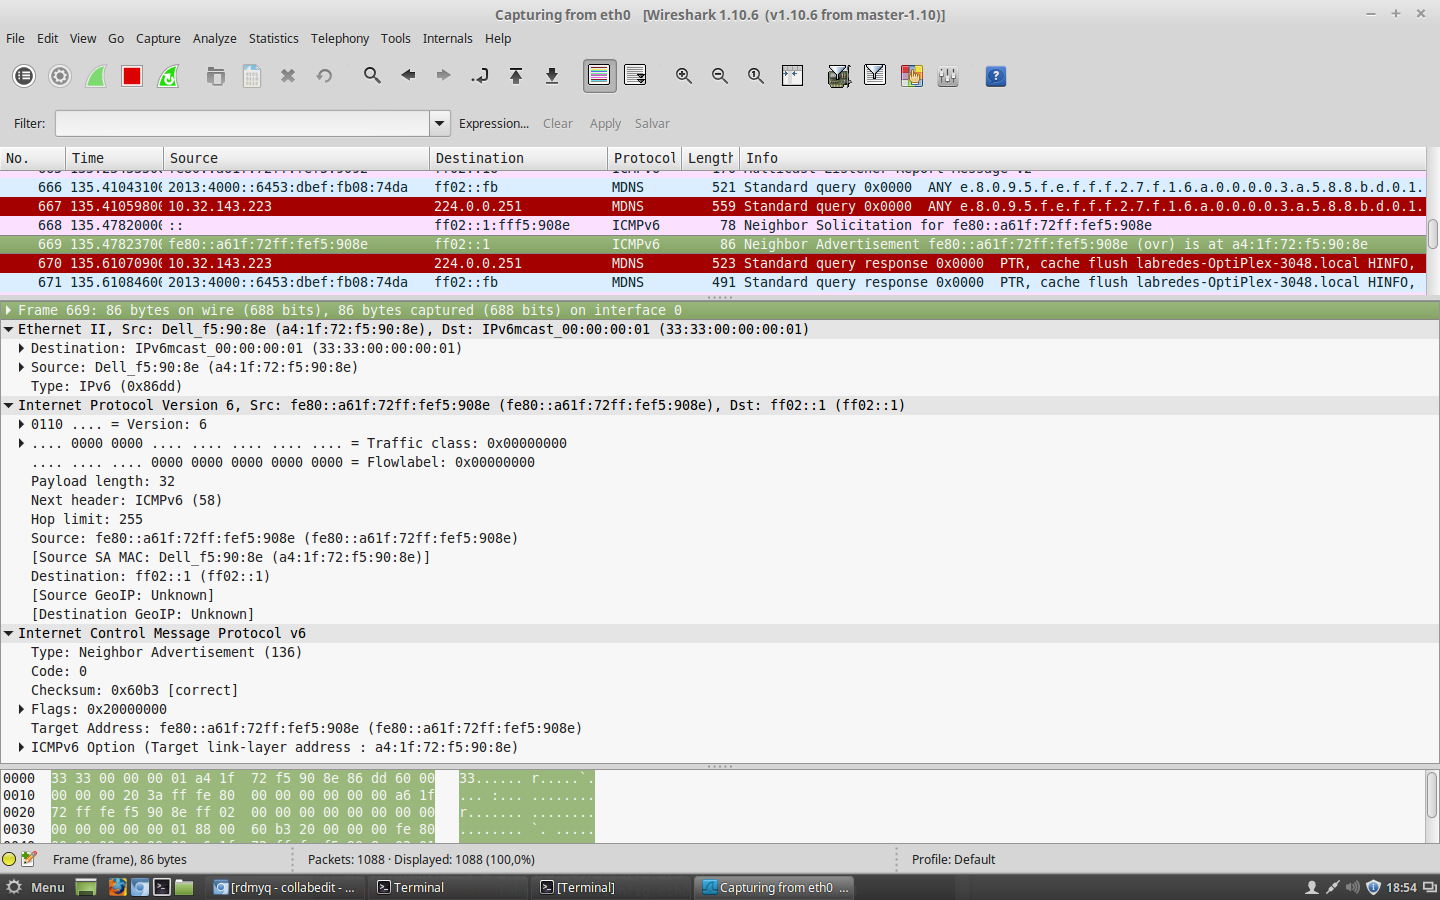 Capturing from eth0 [Wireshark 1.10.6 (v1.10.6 from master-1.10)]
File Edit View Go Capture Analyze Statistics Telephony Tools Internals Help
Filter: Expression... Clear Apply Salvar
No. Time Source Destination Protocol Length Info
666 135.41043100 2013:4000::6453:dbef:fb08:74da ff02::fb MDNS 521 Standard query 0x0000 ANY e.8.0.9.5.f.e.f.f.f.2.7.f.1.6.a.0.0.0.0.3.a.5.8.8.b.d.0.1.
667 135.41059800 10.32.143.223 224.0.0.251 MDNS 559 Standard query 0x0000 ANY e.8.0.9.5.f.e.f.f.f.2.7.f.1.6.a.0.0.0.0.3.a.5.8.8.b.d.0.1.
668 135.47820000 :: ff02::1:fff5:908e ICMPv6 78 Neighbor Solicitation for fe80::a61f:72ff:fef5:908e
669 135.47823700 fe80::a61f:72ff:fef5:908e ff02::1 ICMPv6 86 Neighbor Advertisement fe80::a61f:72ff:fef5:908e (ovr) is at a4:1f:72:f5:90:8e
670 135.61070900 10.32.143.223 224.0.0.251 MDNS 523 Standard query response 0x0000 PTR, cache flush labredes-OptiPlex-3048.local HINFO,
671 135.61084600 2013:4000::6453:dbef:fb08:74da ff02::fb MDNS 491 Standard query response 0x0000 PTR, cache flush labredes-OptiPlex-3048.local HINFO,
Frame 669: 86 bytes on wire (688 bits), 86 bytes captured (688 bits) on interface 0
Ethernet II, Src: Dell_f5:90:8e (a4:1f:72:f5:90:8e), Dst: IPv6mcast_00:00:00:01 (33:33:00:00:00:01)
Destination: IPv6mcast_00:00:00:01 (33:33:00:00:00:01)
Source: Dell_f5:90:8e (a4:1f:72:f5:90:8e)
Type: IPv6 (0x86dd)
Internet Protocol Version 6, Src: fe80::a61f:72ff:fef5:908e (fe80::a61f:72ff:fef5:908e), Dst: ff02::1 (ff02::1)
0110 .... = Version: 6
.... 0000 0000 .... .... .... .... .... = Traffic class: 0x00000000
.... .... .... 0000 0000 0000 0000 0000 = Flowlabel: 0x00000000
Payload length: 32
Next header: ICMPv6 (58)
Hop limit: 255
Source: fe80::a61f:72ff:fef5:908e (fe80::a61f:72ff:fef5:908e)
[Source SA MAC: Dell_f5:90:8e (a4:1f:72:f5:90:8e)]
Destination: ff02::1 (ff02::1)
[Source GeoIP: Unknown]
[Destination GeoIP: Unknown]
Internet Control Message Protocol v6
Type: Neighbor Advertisement (136)
Code: 0
Checksum: 0x60b3 [correct]
Flags: 0x20000000
Target Address: fe80::a61f:72ff:fef5:908e (fe80::a61f:72ff:fef5:908e)
ICMPv6 Option (Target link-layer address : a4:1f:72:f5:90:8e)
0000 33 33 00 00 00 01 a4 1f 72 f5 90 8e 86 dd 60 00 33...... r.....`.
0010 00 00 00 20 3a ff fe 80 00 00 00 00 00 00 a6 1f ... :... ........
0020 72 ff fe f5 90 8e ff 02 00 00 00 00 00 00 00 00 r....... ........
0030 00 00 00 00 00 01 88 00 60 b3 20 00 00 00 fe 80 ........ `. .....
Frame (frame), 86 bytes Packets: 1088 · Displayed: 1088 (100,0%) Profile: Default
Menu [rdmyq - collabedit - ... Terminal [Terminal] Capturing from eth0 ... 18:54